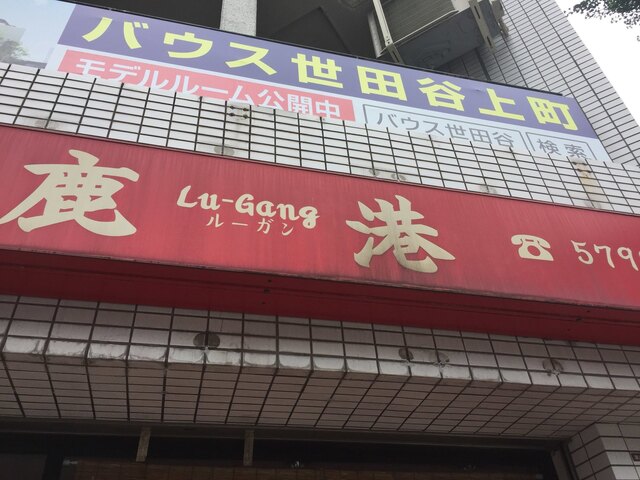 バウス世田谷上町
モデルルーム公開中 バウス世田谷 検索
鹿 Lu-Gang 港 ☎ 579
ルーガン